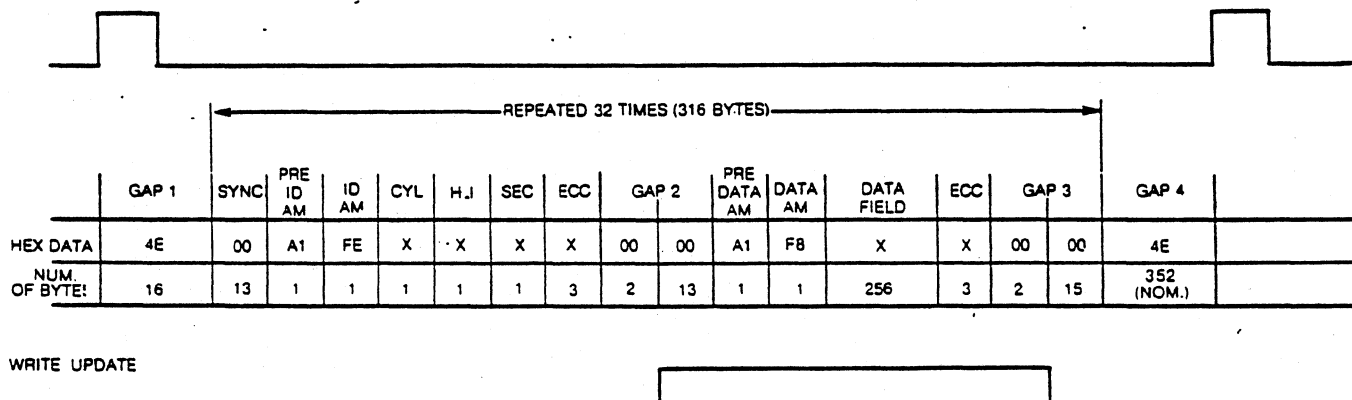 REPEATED 32 TIMES (316 BYTES)
GAP 1 SYNC PRE ID AM ID AM CYL SEC ECC GAP 2 PRE DATA AM DATA AM DATA FIELD ECC GAP 3 GAP 4
HEX DATA 4E 00 A1 FE X X X X 00 00 A1 F8 X X 00 00 4E
NUM. OF BYTE 16 13 1 1 1 1 1 3 2 13 1 1 256 3 2 15 352 (NOM.)
WRITE UPDATE